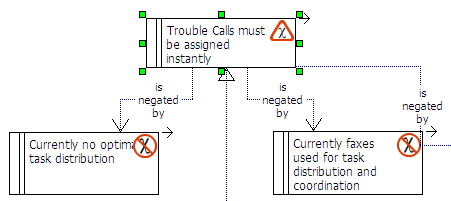 Trouble Calls must
be assigned
instantly
is
negated
by
is
negated
by
is
negated
by
Currently no optim
task distribution
Currently faxes
used for task
distribution and
coordination